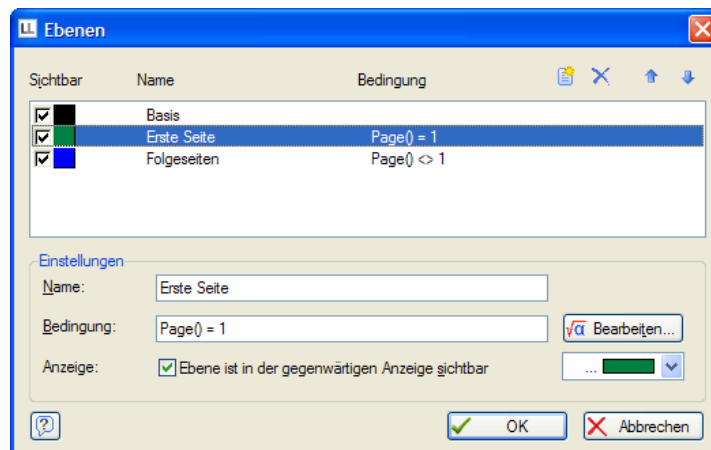 LL Ebenen
Sichtbar Name Bedingung
Basis
Erste Seite Page() = 1
Folgeseiten Page() <> 1
Einstellungen
Name: Erste Seite
Bedingung: Page() = 1 √α Bearbeiten...
Anzeige: Ebene ist in der gegenwärtigen Anzeige sichtbar ...
? OK Abbrechen